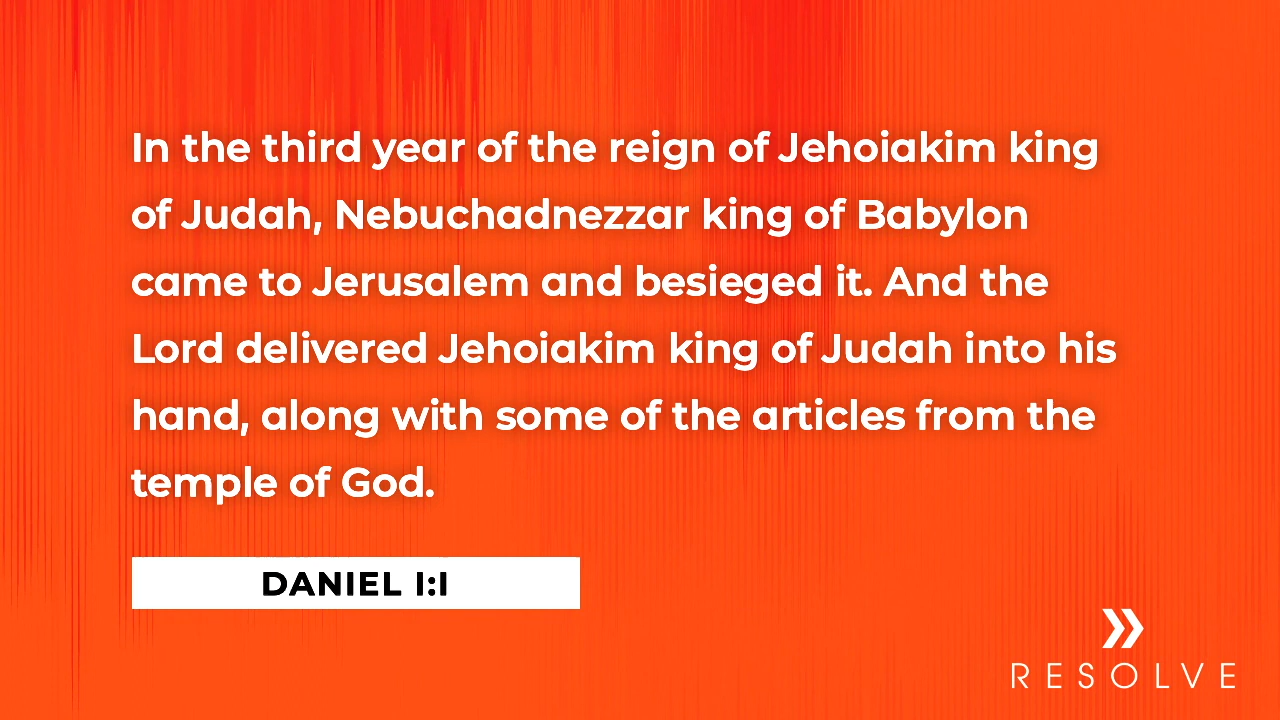 In the third year of the reign of Jehoiakim king
of Judah, Nebuchadnezzar king of Babylon
came to Jerusalem and besieged it. And the
Lord delivered Jehoiakim king of Judah into his
hand, along with some of the articles from the
temple of God.
DANIEL I:I
RESOLVE